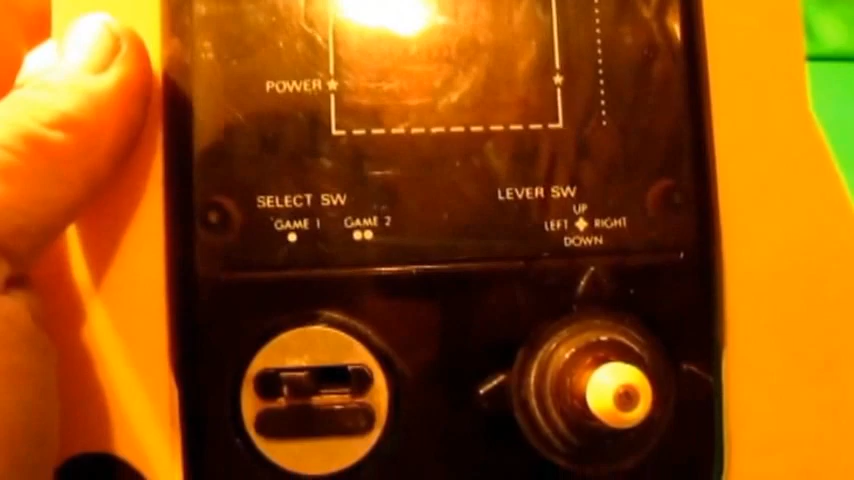 POWER
SELECT SW
GAME 1 GAME 2
LEVER SW
UP
LEFT RIGHT
DOWN